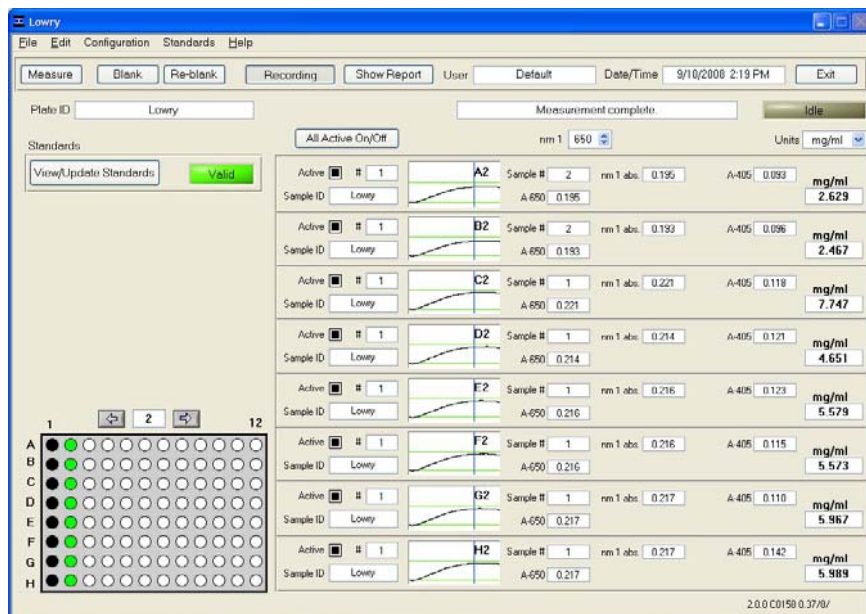 Lowry
File Edit Configuration Standards Help
Measure Blank Re-blank Recording Show Report User Default Date/Time 9/10/2008 2:19 PM Exit
Plate ID Lowry Measurement complete. Idle
Standards All Active On/Off nm 1 650 Units mg/ml
View/Update Standards Valid
Active # 1 A2 Sample # 2 nm 1 abs. 0.195 A-405 0.093 mg/ml
Sample ID Lowry A-650 0.195 2.629
Active # 1 B2 Sample # 2 nm 1 abs. 0.193 A-405 0.096 mg/ml
Sample ID Lowry A-650 0.193 2.467
Active # 1 C2 Sample # 1 nm 1 abs. 0.221 A-405 0.118 mg/ml
Sample ID Lowry A-650 0.221 7.747
Active # 1 D2 Sample # 1 nm 1 abs. 0.214 A-405 0.121 mg/ml
Sample ID Lowry A-650 0.214 4.651
Active # 1 E2 Sample # 1 nm 1 abs. 0.216 A-405 0.123 mg/ml
Sample ID Lowry A-650 0.216 5.579
Active # 1 F2 Sample # 1 nm 1 abs. 0.216 A-405 0.115 mg/ml
Sample ID Lowry A-650 0.216 5.573
Active # 1 G2 Sample # 1 nm 1 abs. 0.217 A-405 0.110 mg/ml
Sample ID Lowry A-650 0.217 5.967
Active # 1 H2 Sample # 1 nm 1 abs. 0.217 A-405 0.142 mg/ml
Sample ID Lowry A-650 0.217 5.989
1 2 12
A
B
C
D
E
F
G
H
2.0.0 C0150 0.37/0/